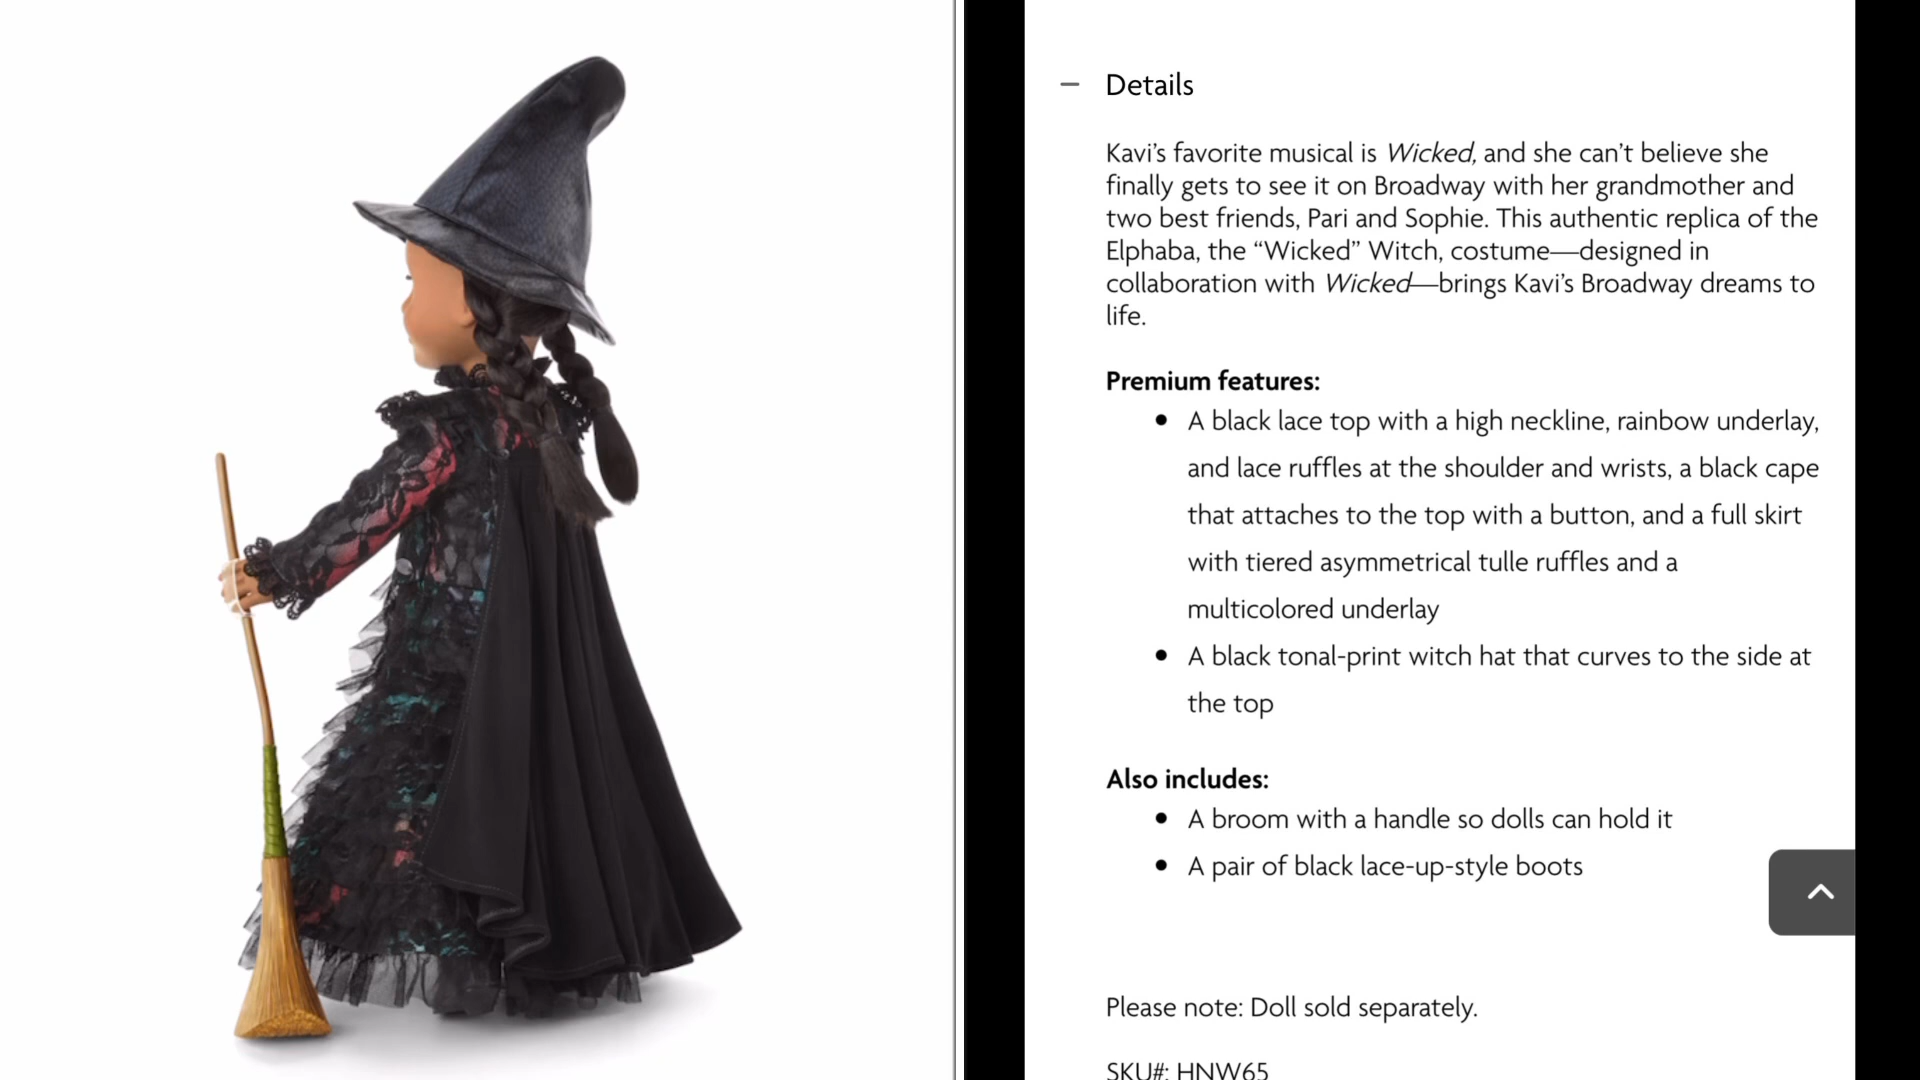 Details
Kavi’s favorite musical is Wicked, and she can’t believe she
finally gets to see it on Broadway with her grandmother and
two best friends, Pari and Sophie. This authentic replica of the
Elphaba, the “Wicked” Witch, costume—designed in
collaboration with Wicked—brings Kavi’s Broadway dreams to
life.
Premium features:
• A black lace top with a high neckline, rainbow underlay,
and lace ruffles at the shoulder and wrists, a black cape
that attaches to the top with a button, and a full skirt
with tiered asymmetrical tulle ruffles and a
multicolored underlay
• A black tonal-print witch hat that curves to the side at
the top
Also includes:
• A broom with a handle so dolls can hold it
• A pair of black lace-up-style boots
Please note: Doll sold separately.
SKU#: HNW65